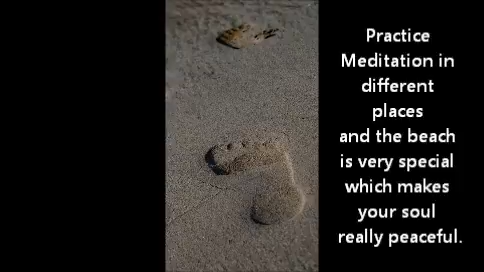 Practice
Meditation in
different
places
and the beach
is very special
which makes
your soul
really peaceful.